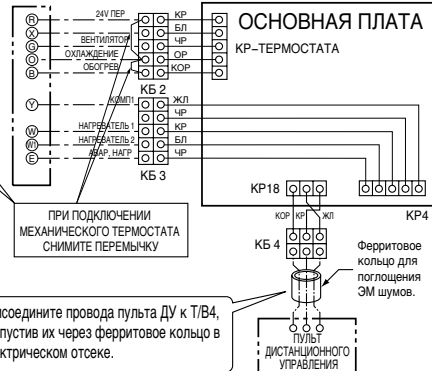 R
X
G
O
B
Y
W
W1
E
24V ПЕР
ВЕНТИЛЯТОР
ОХЛАЖДЕНИЕ
ОБОГРЕВ
КОМП1
НАГРЕВАТЕЛЬ 1
НАГРЕВАТЕЛЬ 2
АВАР, НАГР
КР
БЛ
ЧР
ОР
КОР
КБ 2
ЖЛ
ЧР
КР
БЛ
ЧР
КБ 3
ОСНОВНАЯ ПЛАТА
КР–ТЕРМОСТАТА
КР18
КР4
КОР
КР
ЖЛ
КБ 4
ПРИ ПОДКЛЮЧЕНИИ
МЕХАНИЧЕСКОГО ТЕРМОСТАТА
СНИМИТЕ ПЕРЕМЫЧКУ
Ферритовое
кольцо для
поглощения
ЭМ шумов.
исоедините провода пульта ДУ к Т/В4,
пустив их через ферритовое кольцо в
ктрическом отсеке.
ПУЛЬТ
ДИСТАНЦИОННОГО
УПРАВЛЕНИЯ